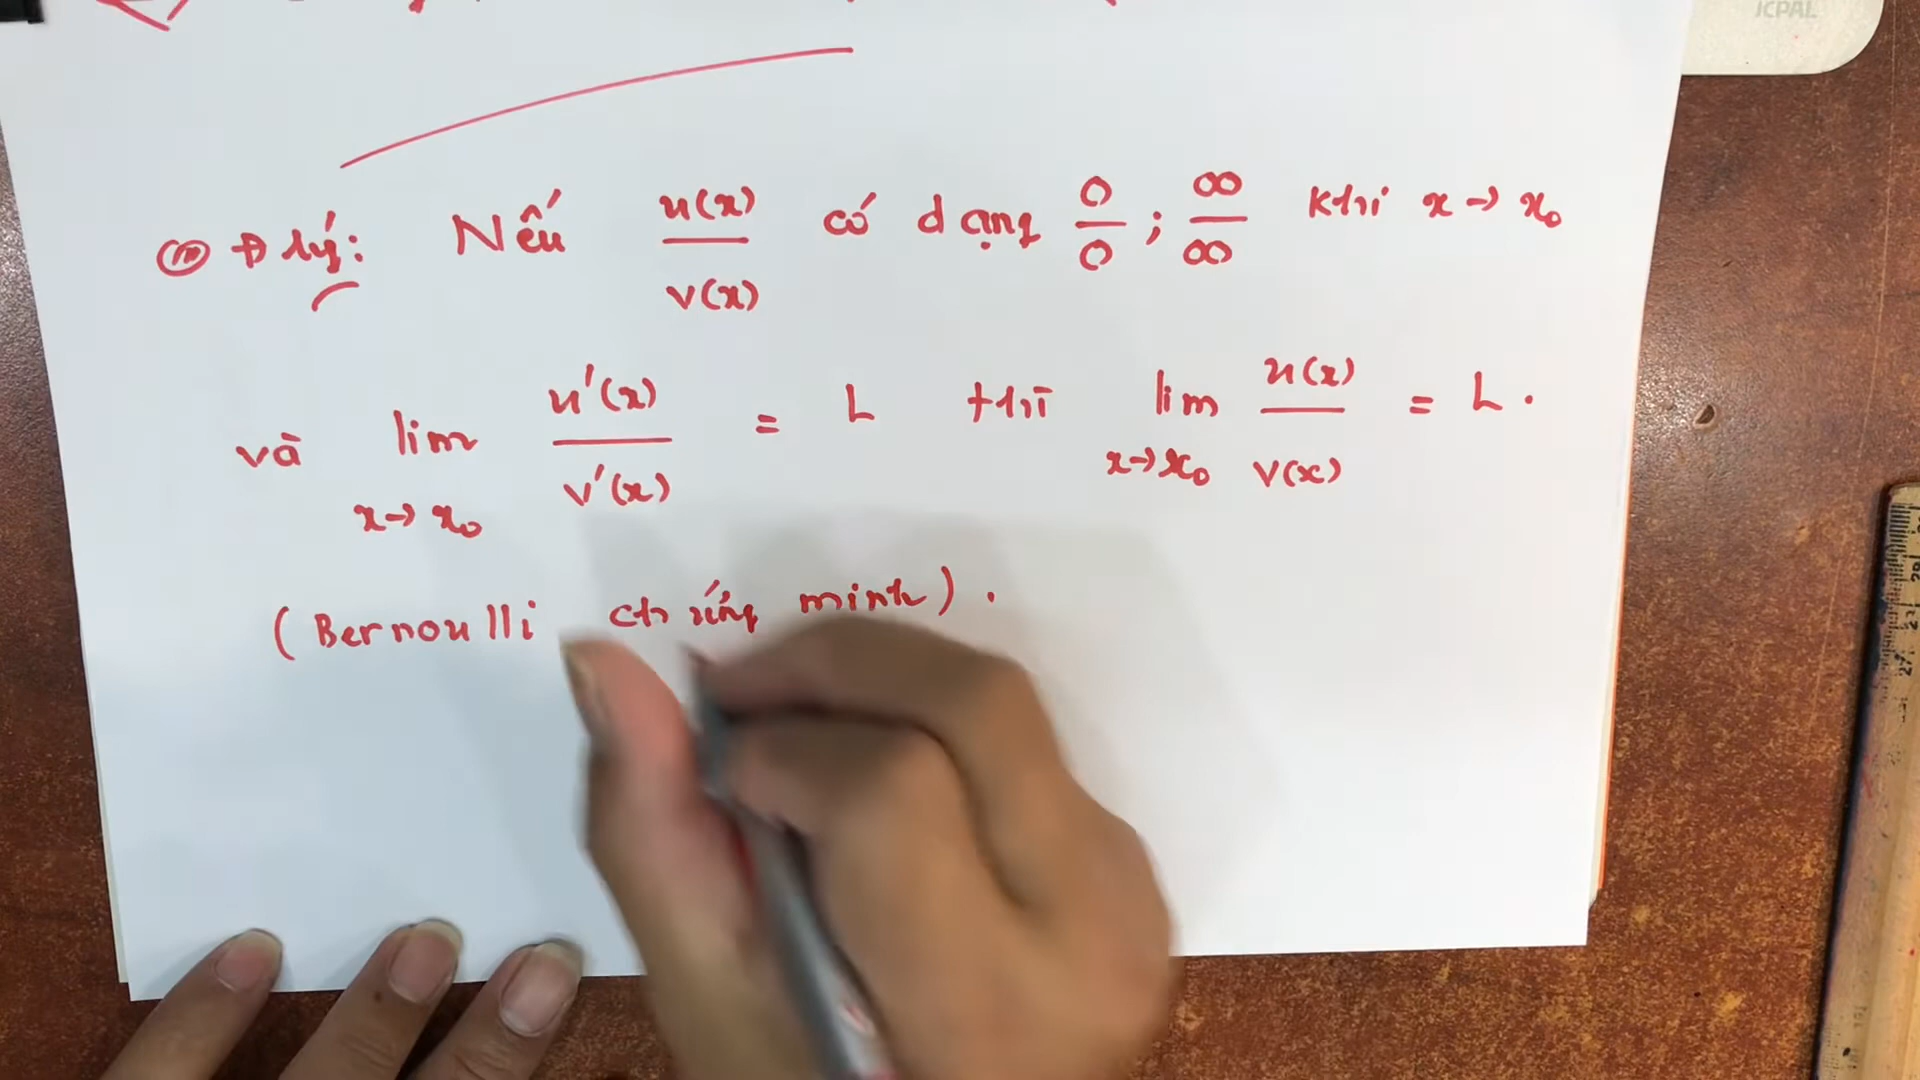 Đ lý: Nếu u(x)/v(x) có dạng 0/0 ; ∞/∞ khi x → x₀
và lim x→x₀ u'(x)/v'(x) = L thì lim x→x₀ u(x)/v(x) = L.
(Bernoulli chứng minh).